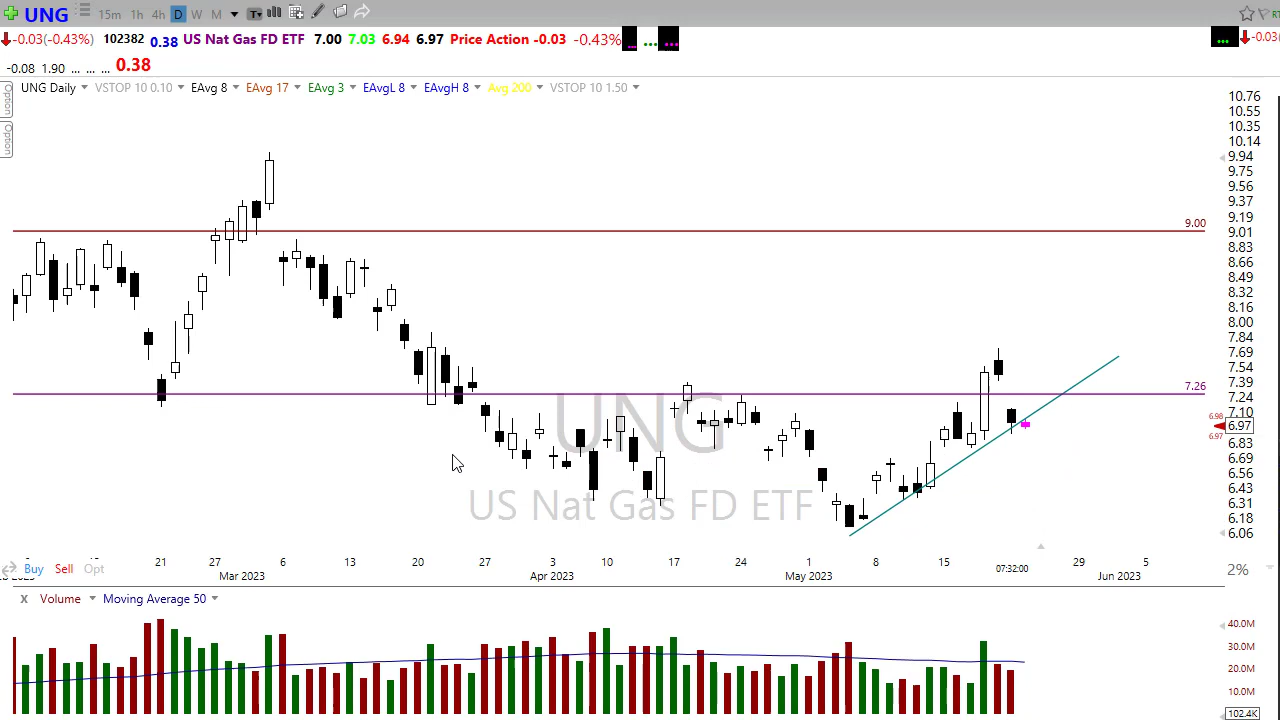 UNG 15m 1h 4h D W M
-0.03(-0.43%) 102382 0.38 US Nat Gas FD ETF 7.00 7.03 6.94 6.97 Price Action -0.03 -0.43% ... ... ... ... -0.03
-0.08 1.90 ... ... ... 0.38
UNG Daily VSTOP 10 0.10 EAvg 8 EAvg 17 EAvg 3 EAvgL 8 EAvgH 8 Avg 200 VSTOP 10 1.50
Option
Option
10.76
10.55
10.35
10.14
9.94
9.75
9.56
9.37
9.19
9.00
9.01
8.83
8.66
8.49
8.32
8.16
8.00
7.84
7.69
7.54
7.26
7.39
7.24
7.10
6.98
6.97
6.97
6.83
6.69
6.56
6.43
6.31
6.18
6.06
UNG
US Nat Gas FD ETF
21 27 6 13 20 27 3 10 17 24 1 8 15 07:32:00 29 5
Mar 2023 Apr 2023 May 2023 Jun 2023
Buy Sell Opt 2%
X Volume Moving Average 50
40.0M
30.0M
20.0M
10.0M
102.4K